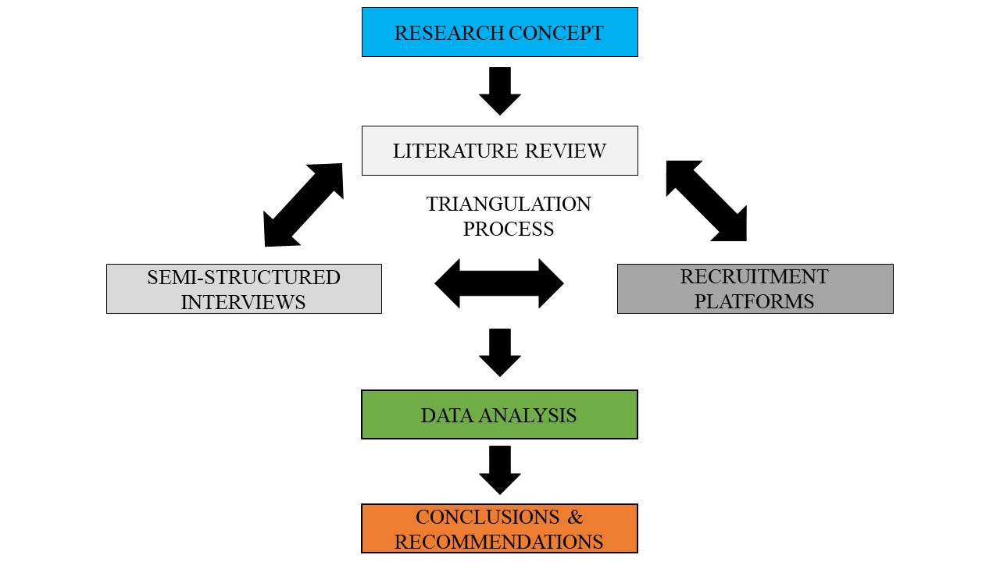 RESEARCH CONCEPT
LITERATURE REVIEW
TRIANGULATION
PROCESS
SEMI-STRUCTURED
INTERVIEWS
RECRUITMENT
PLATFORMS
DATA ANALYSIS
CONCLUSIONS &
RECOMMENDATIONS